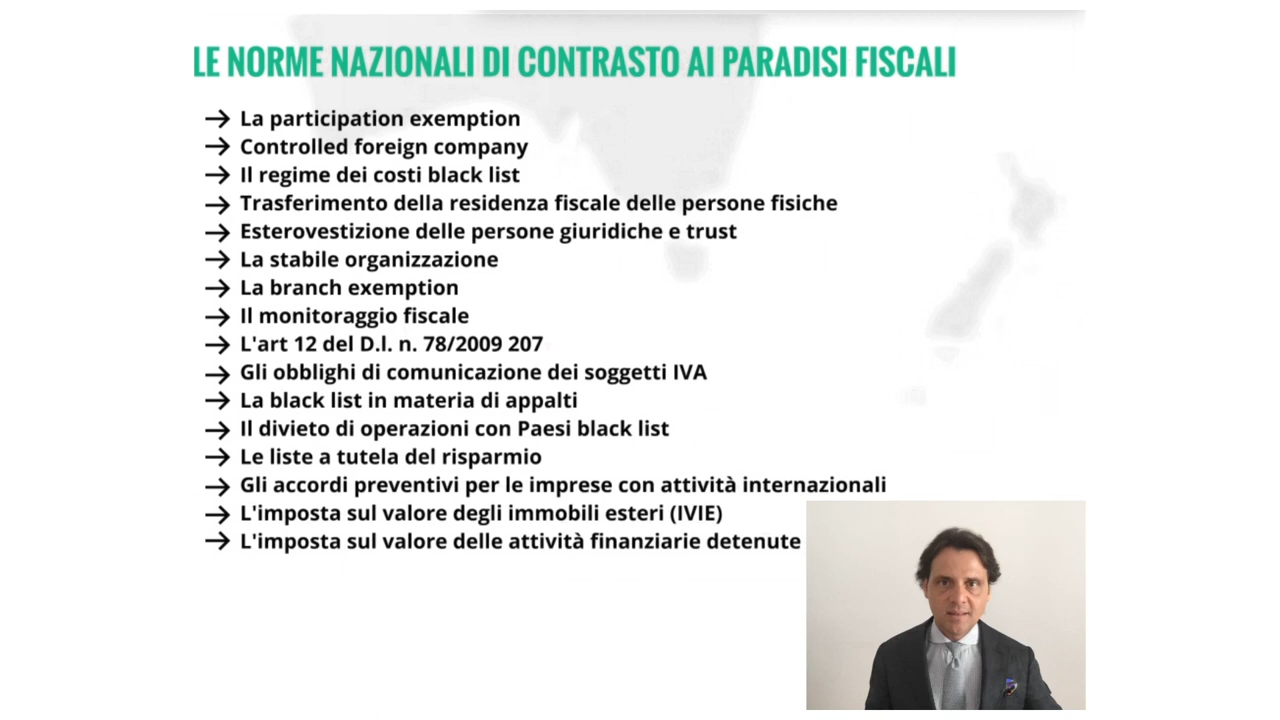 LE NORME NAZIONALI DI CONTRASTO AI PARADISI FISCALI
→ La participation exemption
→ Controlled foreign company
→ Il regime dei costi black list
→ Trasferimento della residenza fiscale delle persone fisiche
→ Esterovestizione delle persone giuridiche e trust
→ La stabile organizzazione
→ La branch exemption
→ Il monitoraggio fiscale
→ L'art 12 del D.l. n. 78/2009 207
→ Gli obblighi di comunicazione dei soggetti IVA
→ La black list in materia di appalti
→ Il divieto di operazioni con Paesi black list
→ Le liste a tutela del risparmio
→ Gli accordi preventivi per le imprese con attività internazionali
→ L'imposta sul valore degli immobili esteri (IVIE)
→ L'imposta sul valore delle attività finanziarie detenute